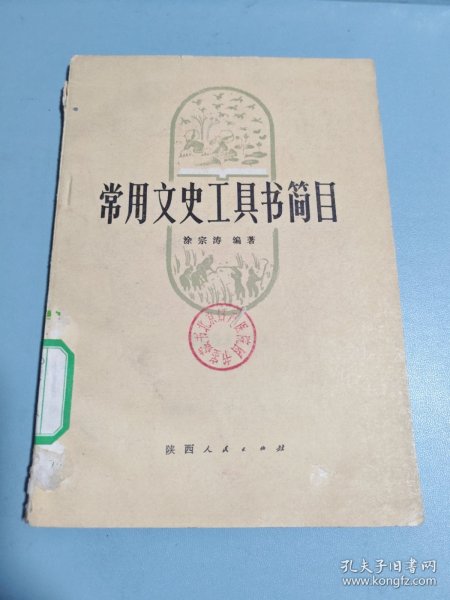 常用文史工具书简目
涂宗涛 编著
陕西人民出版社
孔夫子旧书网
www.kongfz.com